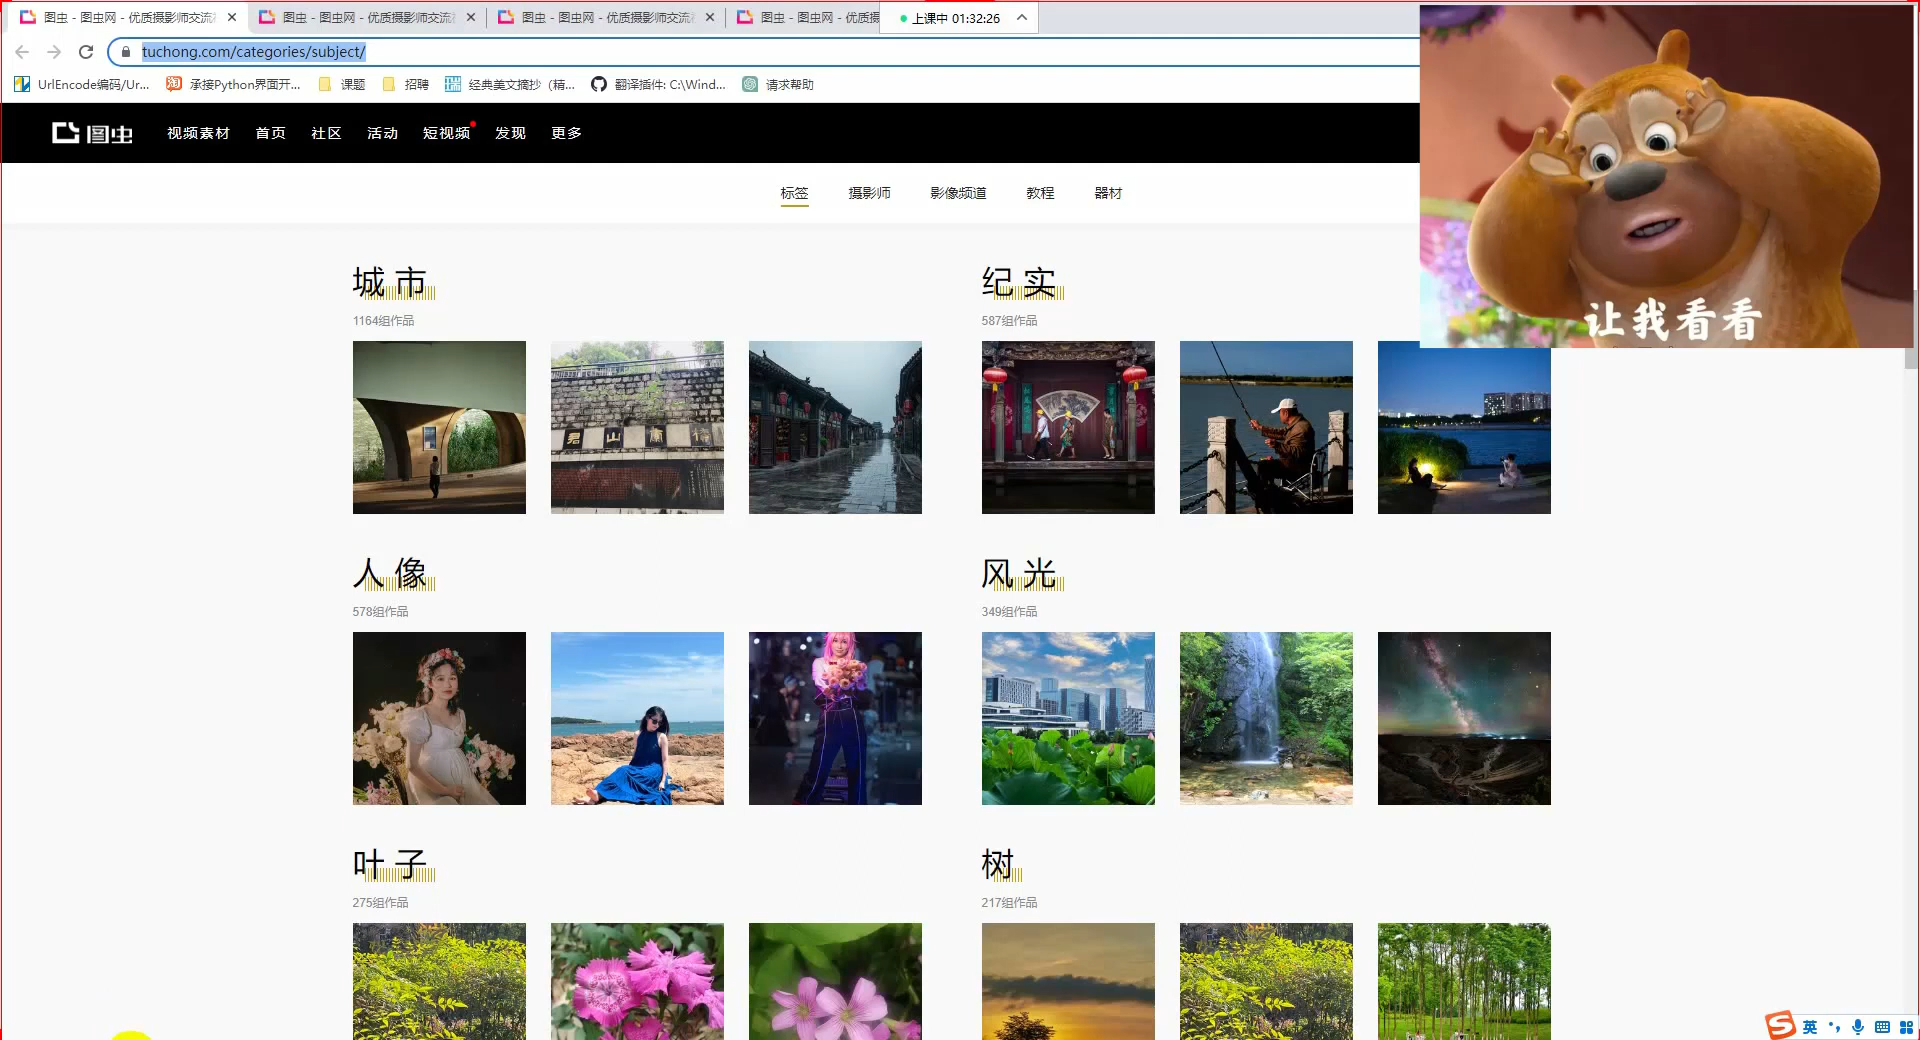 图虫 - 图虫网 - 优质摄影师交流社
图虫 - 图虫网 - 优质摄影师交流社
图虫 - 图虫网 - 优质摄影师交流社
图虫 - 图虫网 - 优质摄
上课中 01:32:26
tuchong.com/categories/subject/
UrlEncode编码/Ur...
承接Python界面开...
课题
招聘
经典美文摘抄（精...
翻译插件: C:\Wind...
请求帮助
图虫
视频素材
首页
社区
活动
短视频
发现
更多
标签
摄影师
影像频道
教程
器材
让我看看
城市
1164组作品
纪实
587组作品
人像
578组作品
风光
349组作品
叶子
275组作品
树
217组作品
英